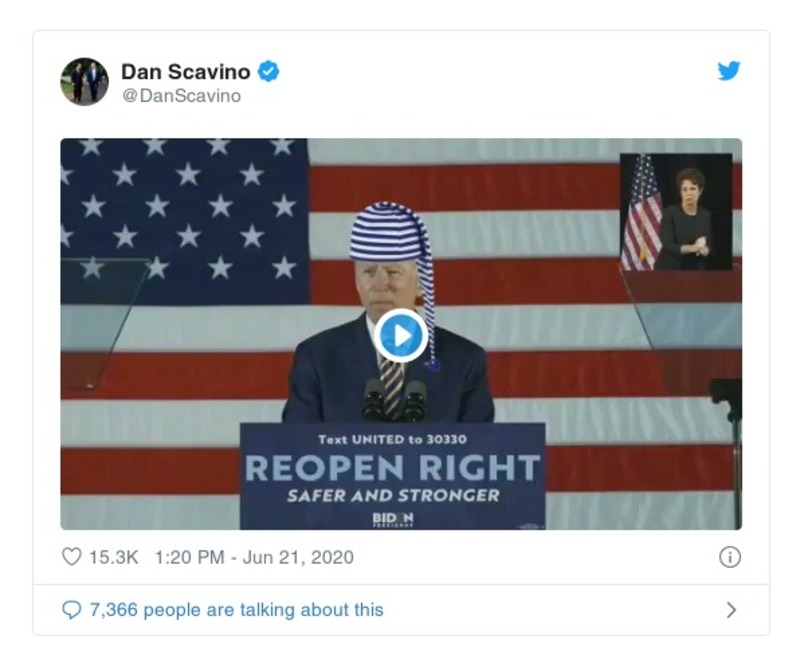 Dan Scavino
@DanScavino
Text UNITED to 30330
REOPEN RIGHT
SAFER AND STRONGER
BIDEN
PRESIDENT
15.3K 1:20 PM - Jun 21, 2020
7,366 people are talking about this